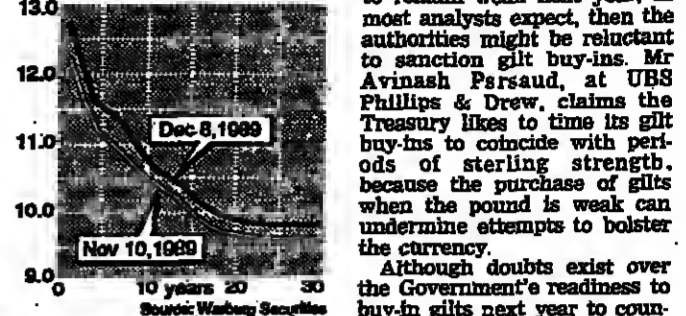 13.0
12.0
11.0
10.0
9.0
Dec 8, 1989
Nov 10, 1989
0
10 years 20
30
Source: Warburg Securities
most analysts expect, then the
authorities might be reluctant
to sanction gilt buy-ins. Mr
Avinash Persaud, at UBS
Phillips & Drew, claims the
Treasury likes to time its gilt
buy-ins to coincide with peri-
ods of sterling strength,
because the purchase of gilts
when the pound is weak can
undermine ettempts to bolster
the currency.
Although doubts exist over
the Government'e readiness to
buy-in gilts next year to coun-